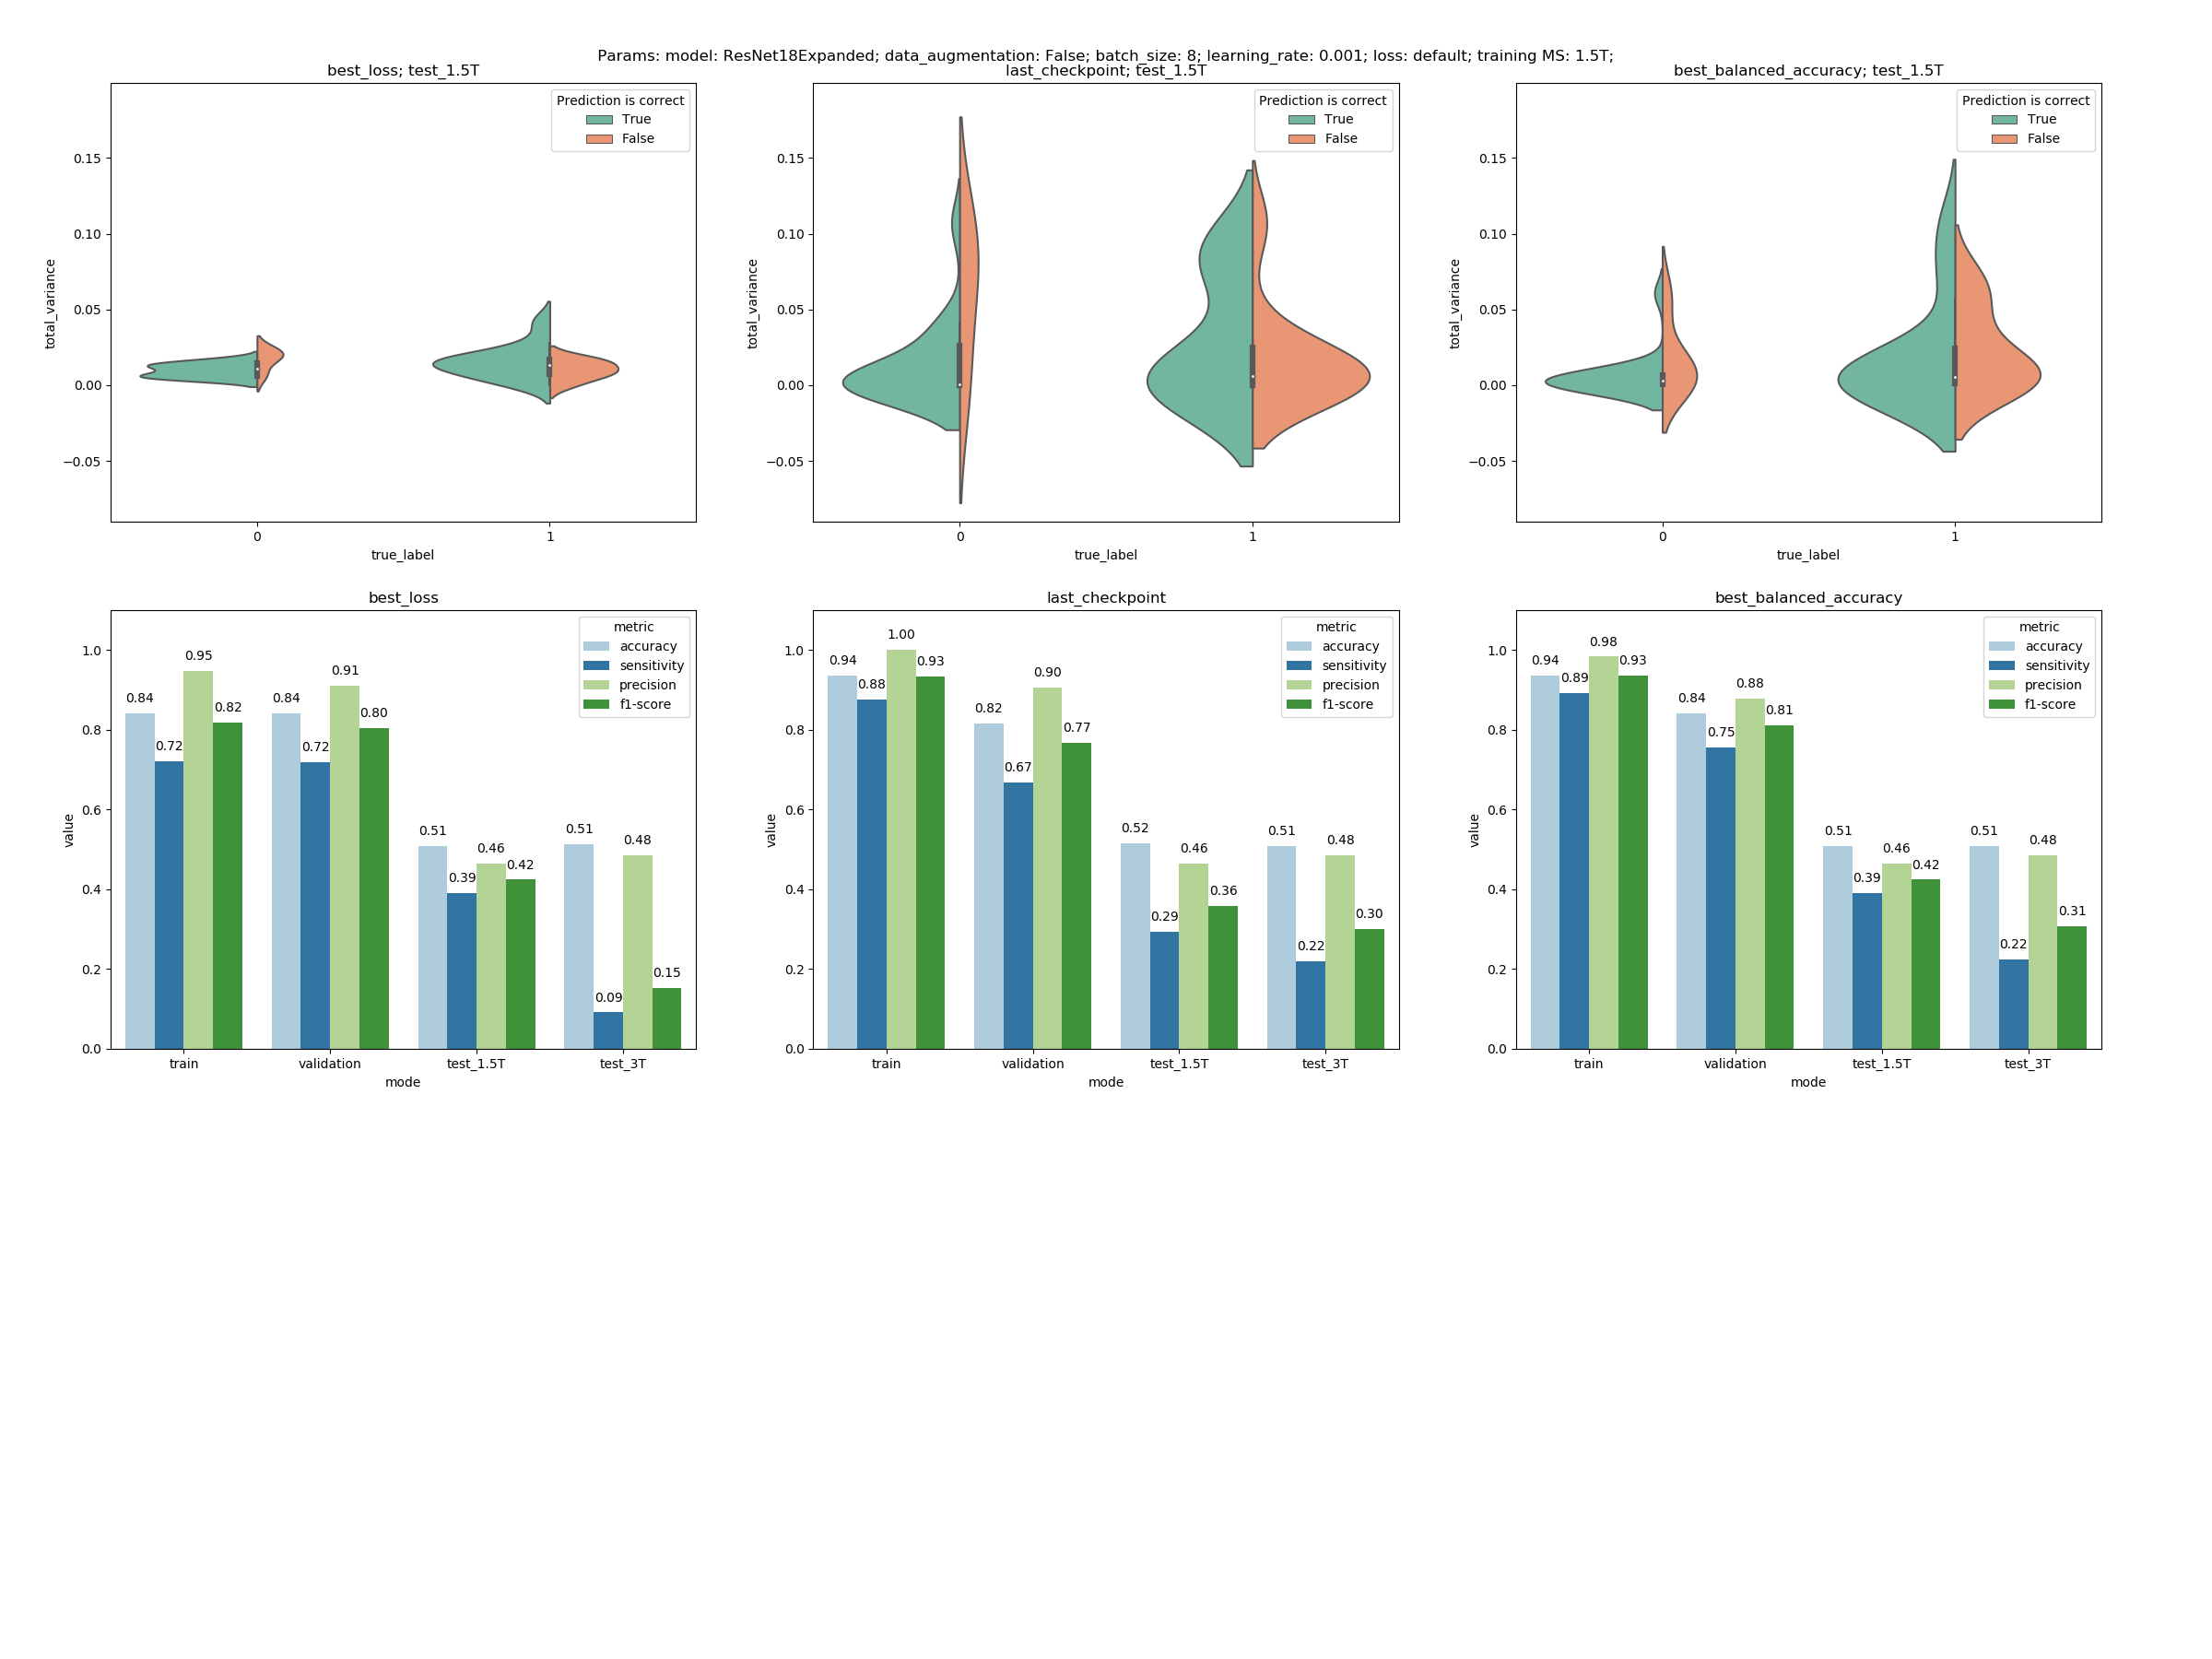 Params: model: ResNet18Expanded; data_augmentation: False; batch_size: 8; learning_rate: 0.001; loss: default; training MS: 1.5T;
best_loss; test_1.5T
Prediction is correct
True
False
0.15
0.10
0.05
0.00
−0.05
total_variance
0
1
true_label
last_checkpoint; test_1.5T
Prediction is correct
True
False
0.15
0.10
0.05
0.00
−0.05
total_variance
0
1
true_label
best_balanced_accuracy; test_1.5T
Prediction is correct
True
False
0.15
0.10
0.05
0.00
−0.05
total_variance
0
1
true_label
best_loss
metric
accuracy
sensitivity
precision
f1-score
1.0
0.8
0.6
0.4
0.2
0.0
value
0.84
0.72
0.95
0.82
0.84
0.72
0.91
0.80
0.51
0.39
0.46
0.42
0.51
0.09
0.48
0.15
train
validation
test_1.5T
test_3T
mode
last_checkpoint
metric
accuracy
sensitivity
precision
f1-score
1.0
0.8
0.6
0.4
0.2
0.0
value
0.94
0.88
1.00
0.93
0.82
0.67
0.90
0.77
0.52
0.29
0.46
0.36
0.51
0.22
0.48
0.30
train
validation
test_1.5T
test_3T
mode
best_balanced_accuracy
metric
accuracy
sensitivity
precision
f1-score
1.0
0.8
0.6
0.4
0.2
0.0
value
0.94
0.89
0.98
0.93
0.84
0.75
0.88
0.81
0.51
0.39
0.46
0.42
0.51
0.22
0.48
0.31
train
validation
test_1.5T
test_3T
mode